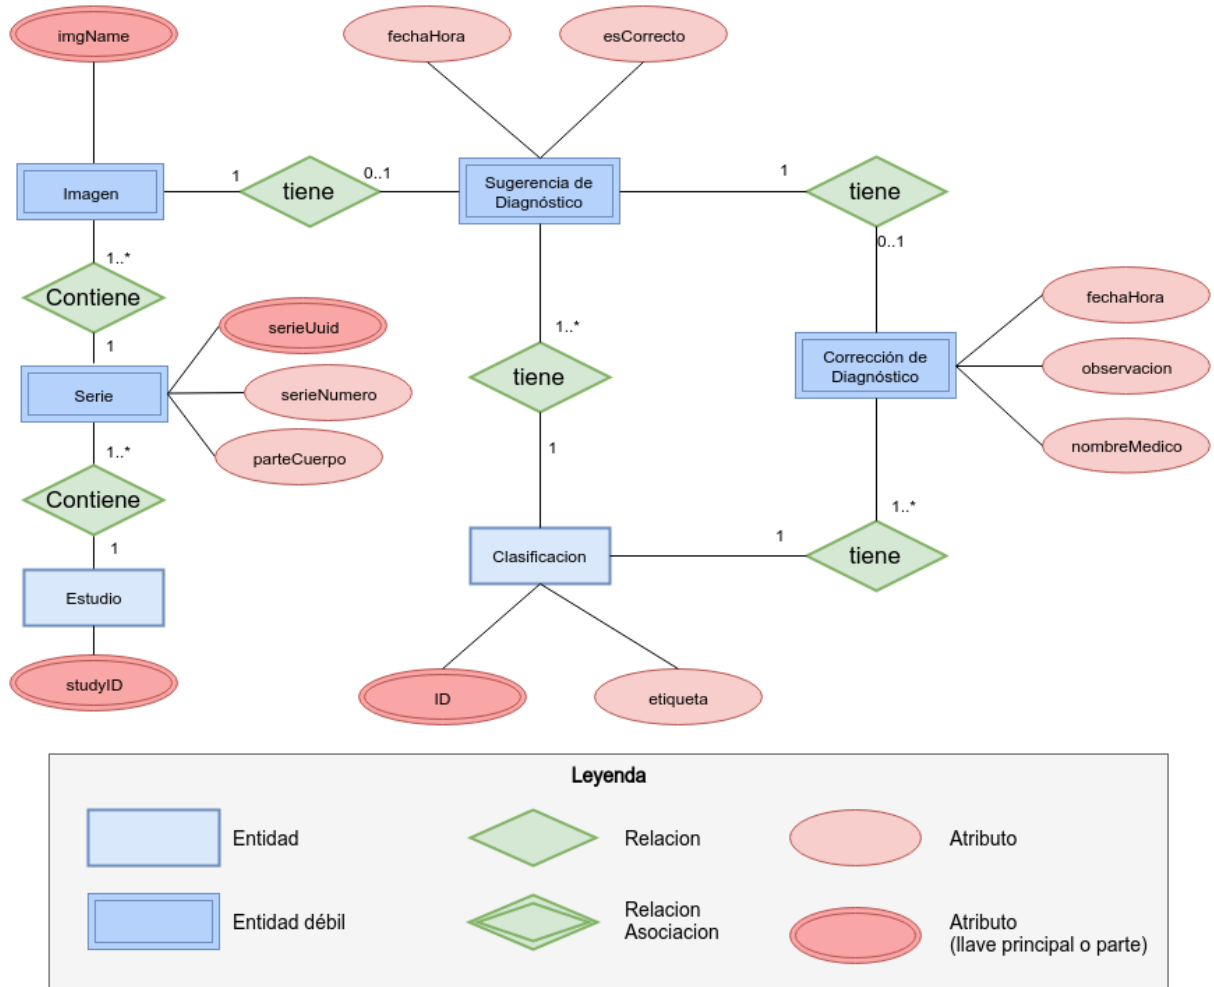 imgName
fechaHora
esCorrecto
Imagen
1
tiene
0..1
Sugerencia de
Diagnóstico
1
tiene
0..1
1..*
Contiene
1
serieUuid
serieNumero
parteCuerpo
Serie
1..*
tiene
1
Corrección de
Diagnóstico
fechaHora
observacion
nombreMedico
1..*
Contiene
1
Estudio
studyID
Clasificacion
1
1..*
tiene
ID
etiqueta
Leyenda
Entidad
Relacion
Atributo
Entidad débil
Relacion
Asociacion
Atributo
(llave principal o parte)